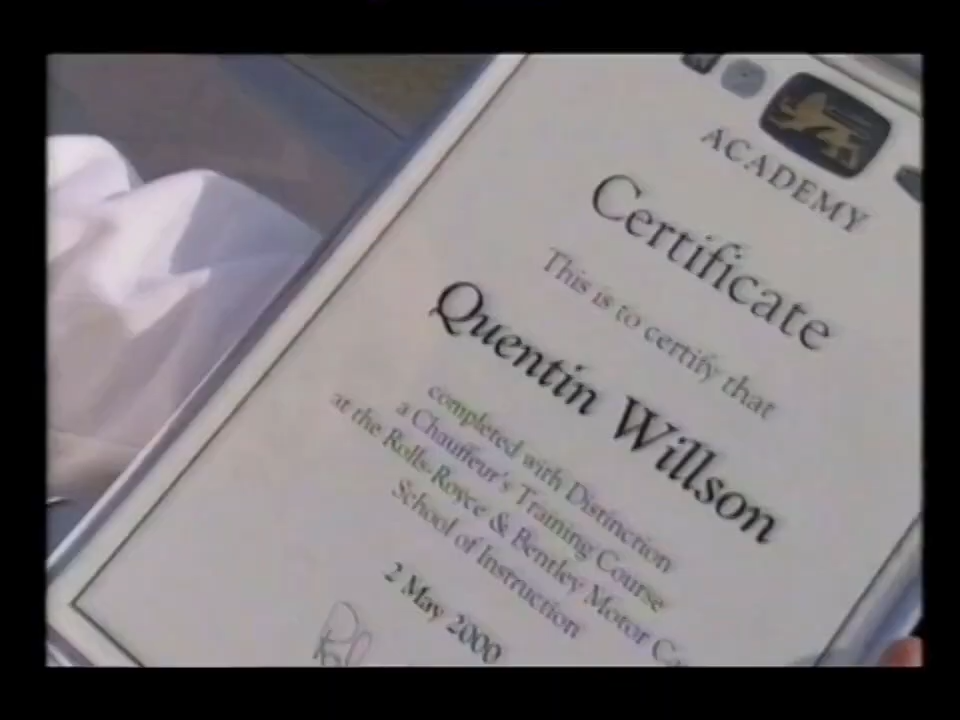 ACADEMY
Certificate
This is to certify that
Quentin Willson
completed with Distinction
a Chauffeur's Training Course
at the Rolls-Royce & Bentley Motor
School of Instruction
2 May 2000